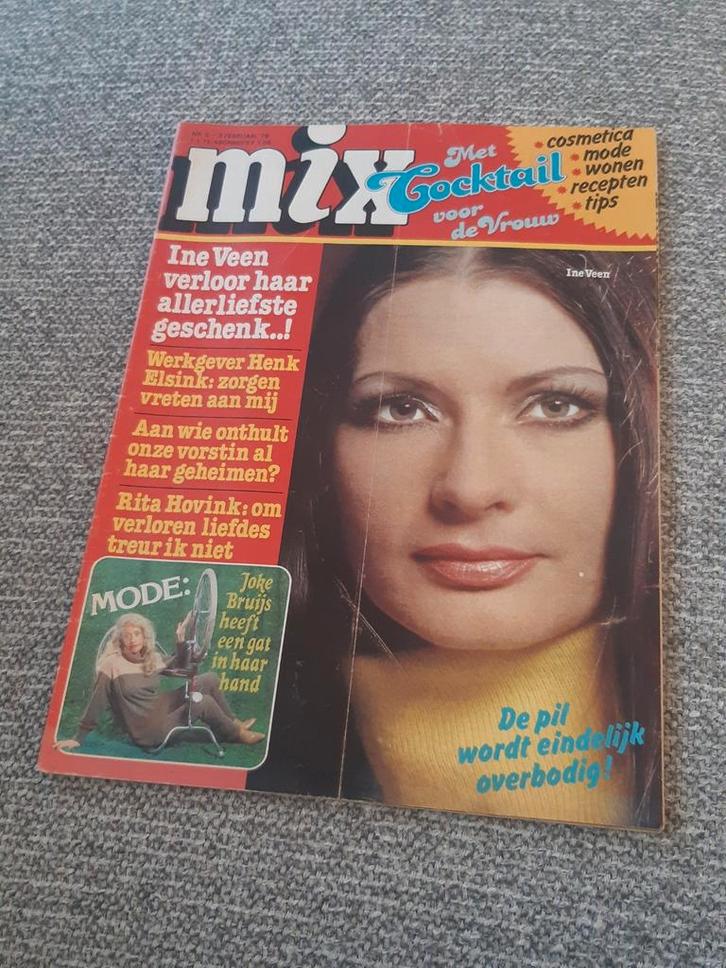 FEBRUARI
mix
Met
Cocktail
voor
de Vrouw
cosmetica
mode
wonen
recepten
tips
Ine Veen
verloor haar
allerliefste
geschenk..!
Werkgever Henk
Elsink: zorgen
vreten aan mij
Aan wie onthult
onze vorstin al
haar geheimen?
Rita Hovink: om
verloren liefdes
treur ik niet
MODE:
Joke
Bruijs
heeft
een gat
in haar
hand
Ine Veen
De pil
wordt eindelijk
overbodig!